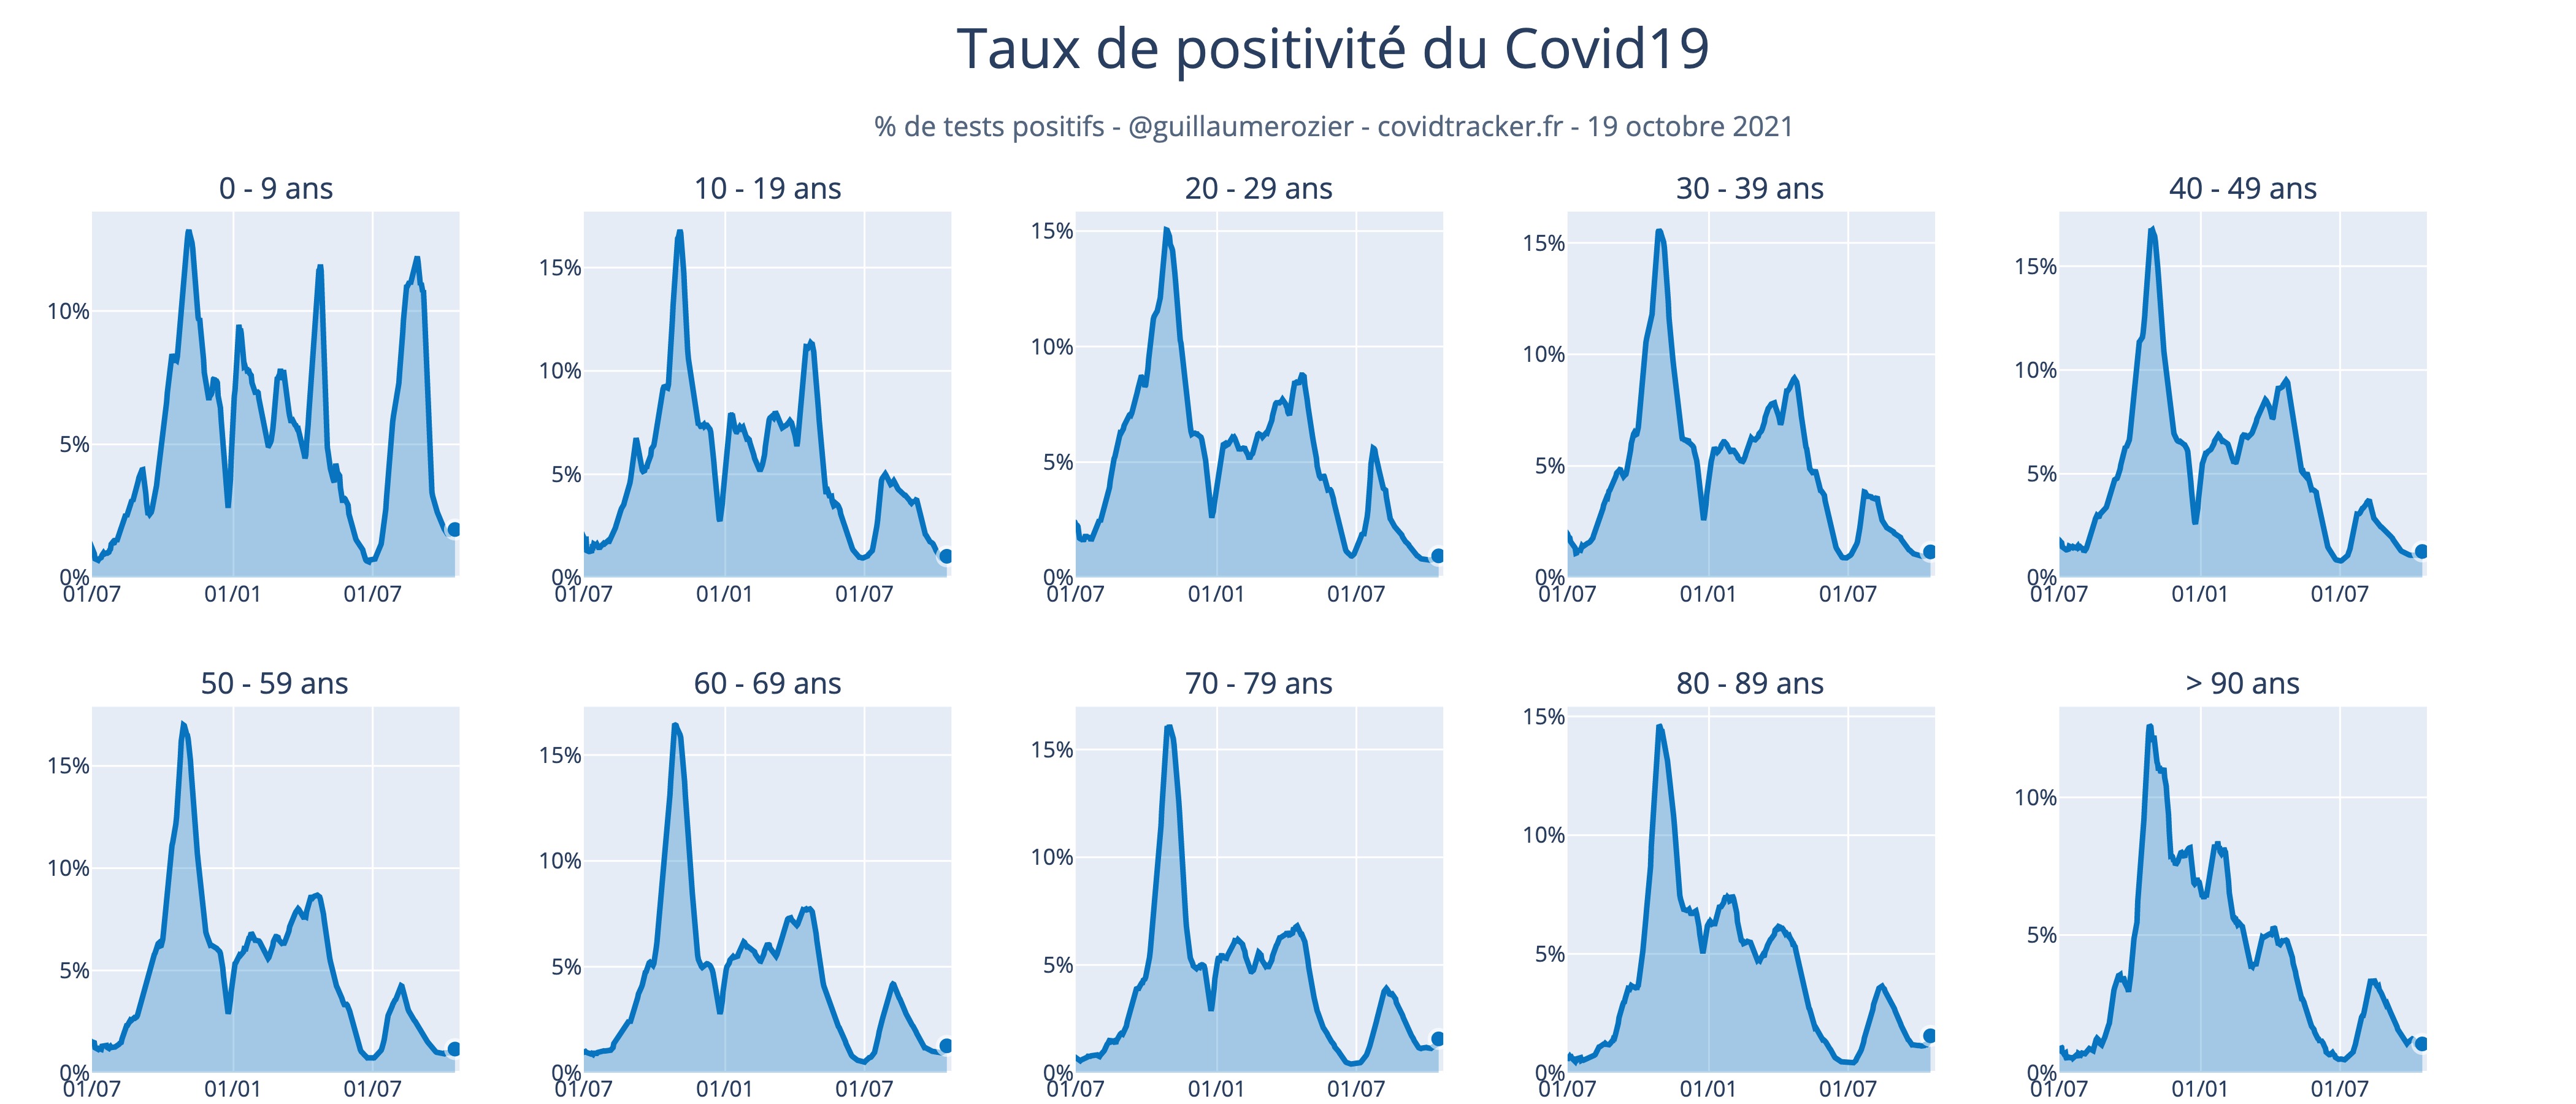 Taux de positivité du Covid19
% de tests positifs - @guillaumerozier - covidtracker.fr - 19 octobre 2021
0 - 9 ans
10%
5%
0%
01/07 01/01 01/07
10 - 19 ans
15%
10%
5%
0%
01/07 01/01 01/07
20 - 29 ans
15%
10%
5%
0%
01/07 01/01 01/07
30 - 39 ans
15%
10%
5%
0%
01/07 01/01 01/07
40 - 49 ans
15%
10%
5%
0%
01/07 01/01 01/07
50 - 59 ans
15%
10%
5%
0%
01/07 01/01 01/07
60 - 69 ans
15%
10%
5%
0%
01/07 01/01 01/07
70 - 79 ans
15%
10%
5%
0%
01/07 01/01 01/07
80 - 89 ans
15%
10%
5%
0%
01/07 01/01 01/07
> 90 ans
10%
5%
0%
01/07 01/01 01/07